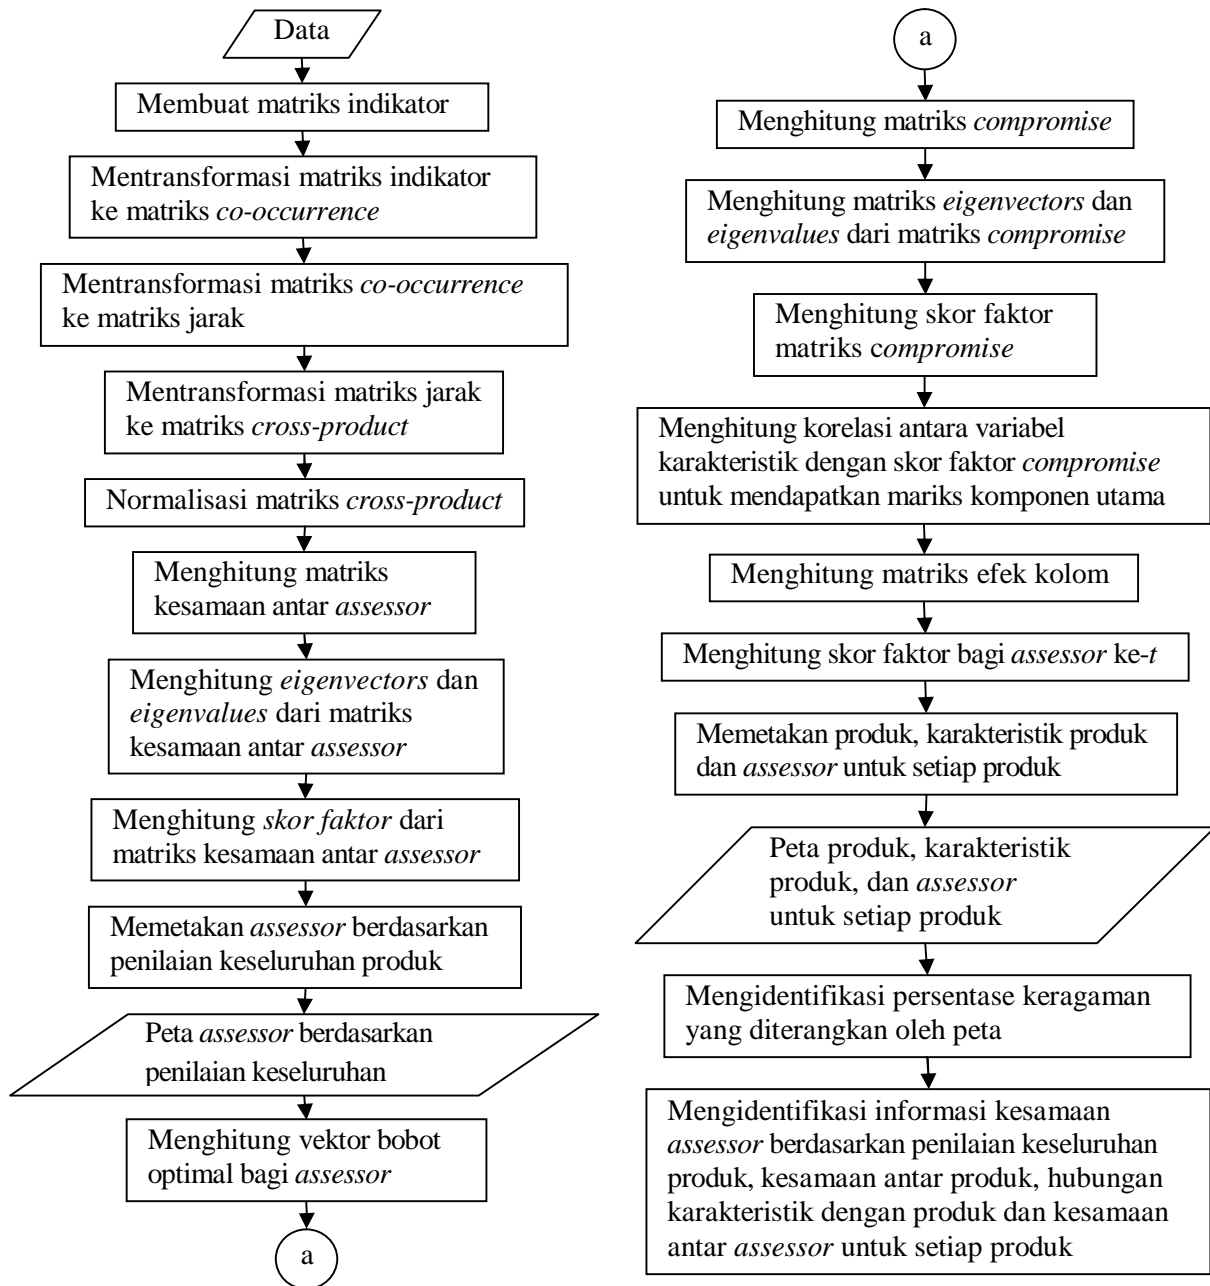 Data
Membuat matriks indikator
Mentransformasi matriks indikator
ke matriks co-occurrence
Mentransformasi matriks co-occurrence
ke matriks jarak
Mentransformasi matriks jarak
ke matriks cross-product
Normalisasi matriks cross-product
Menghitung matriks
kesamaan antar assessor
Menghitung eigenvectors dan
eigenvalues dari matriks
kesamaan antar assessor
Menghitung skor faktor dari
matriks kesamaan antar assessor
Memetakan assessor berdasarkan
penilaian keseluruhan produk
Peta assessor berdasarkan
penilaian keseluruhan
Menghitung vektor bobot
optimal bagi assessor
a
a
Menghitung matriks compromise
Menghitung matriks eigenvectors dan
eigenvalues dari matriks compromise
Menghitung skor faktor
matriks compromise
Menghitung korelasi antara variabel
karakteristik dengan skor faktor compromise
untuk mendapatkan mariks komponen utama
Menghitung matriks efek kolom
Menghitung skor faktor bagi assessor ke-t
Memetakan produk, karakteristik produk
dan assessor untuk setiap produk
Peta produk, karakteristik
produk, dan assessor
untuk setiap produk
Mengidentifikasi persentase keragaman
yang diterangkan oleh peta
Mengidentifikasi informasi kesamaan
assessor berdasarkan penilaian keseluruhan
produk, kesamaan antar produk, hubungan
karakteristik dengan produk dan kesamaan
antar assessor untuk setiap produk